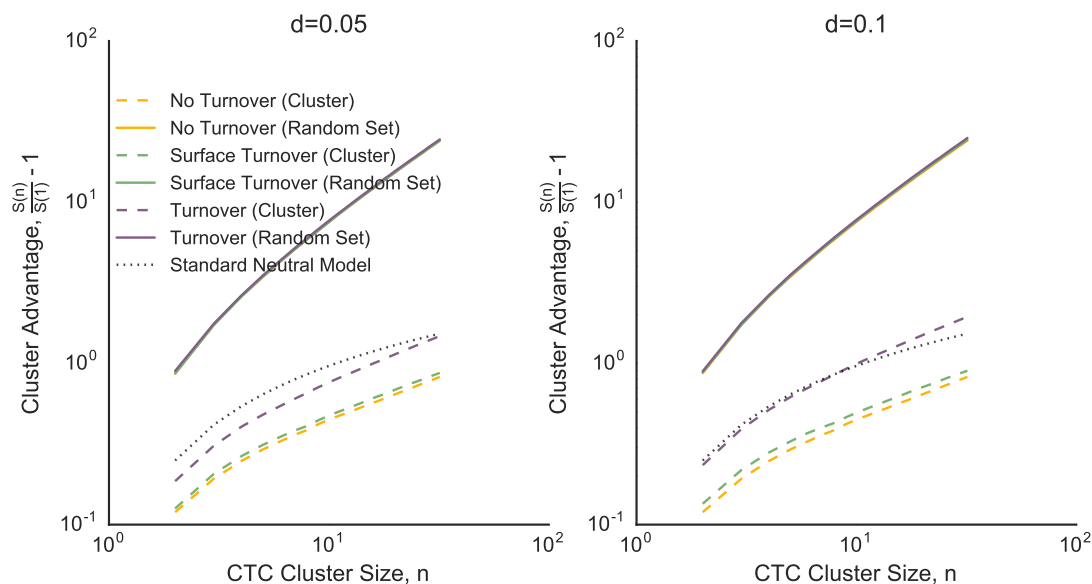 d=0.05
Cluster Advantage, S(n)/S(1) - 1
10^2
10^1
10^0
10^-1
No Turnover (Cluster)
No Turnover (Random Set)
Surface Turnover (Cluster)
Surface Turnover (Random Set)
Turnover (Cluster)
Turnover (Random Set)
Standard Neutral Model
10^0
10^1
10^2
CTC Cluster Size, n
d=0.1
Cluster Advantage, S(n)/S(1) - 1
10^2
10^1
10^0
10^-1
10^0
10^1
10^2
CTC Cluster Size, n